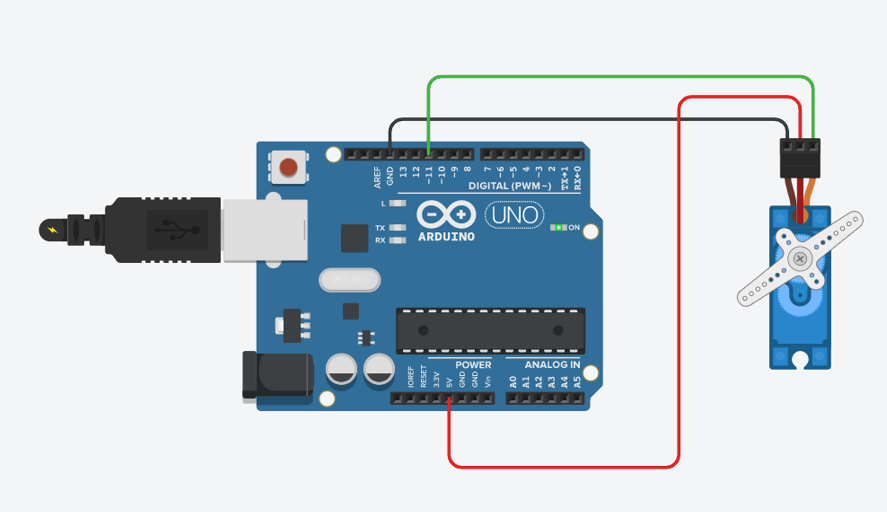 AREF
GND
13
12
~11
~10
~9
8
7
~6
~5
4
~3
2
TX→1
RX←0
DIGITAL (PWM~)
L
TX
RX
UNO
ON
ARDUINO
POWER
ANALOG IN
IOREF
RESET
3.3V
5V
GND
GND
Vin
A0
A1
A2
A3
A4
A5